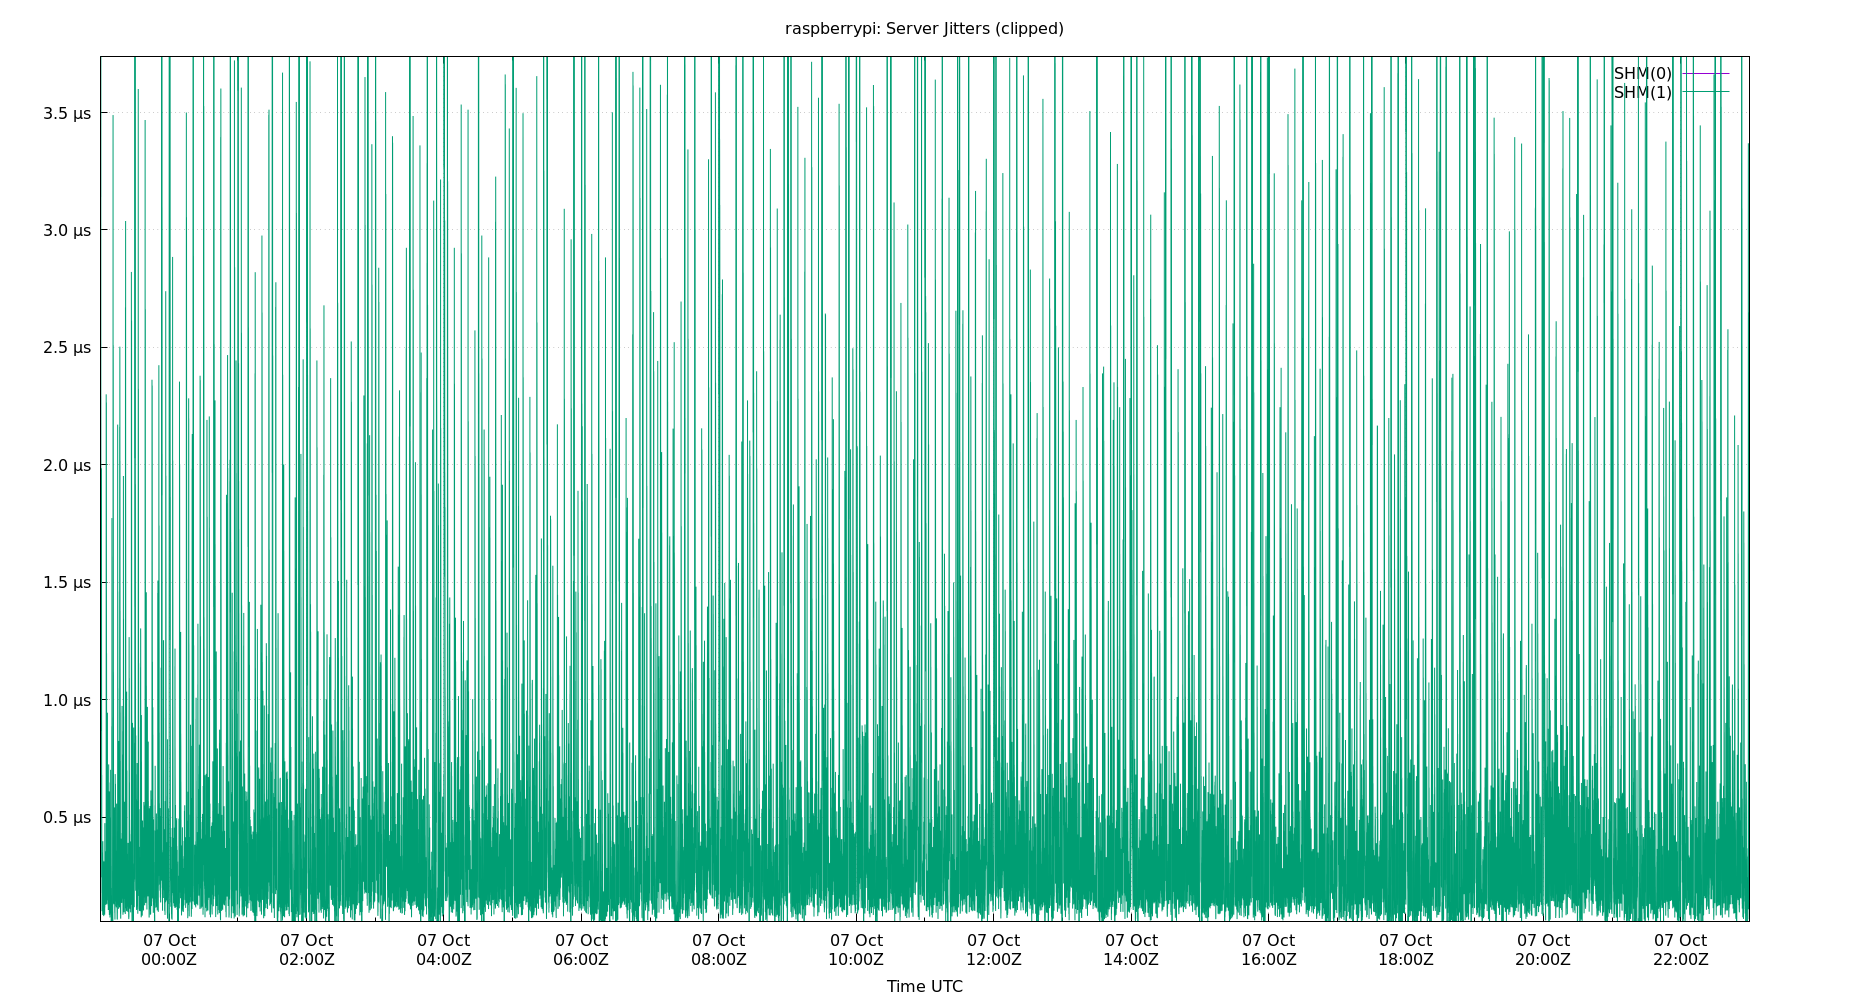 raspberrypi: Server Jitters (clipped)
SHM(0)
SHM(1)
3.5 µs
3.0 µs
2.5 µs
2.0 µs
1.5 µs
1.0 µs
0.5 µs
07 Oct 07 Oct 07 Oct 07 Oct 07 Oct 07 Oct 07 Oct 07 Oct 07 Oct 07 Oct 07 Oct 07 Oct
00:00Z 02:00Z 04:00Z 06:00Z 08:00Z 10:00Z 12:00Z 14:00Z 16:00Z 18:00Z 20:00Z 22:00Z
Time UTC